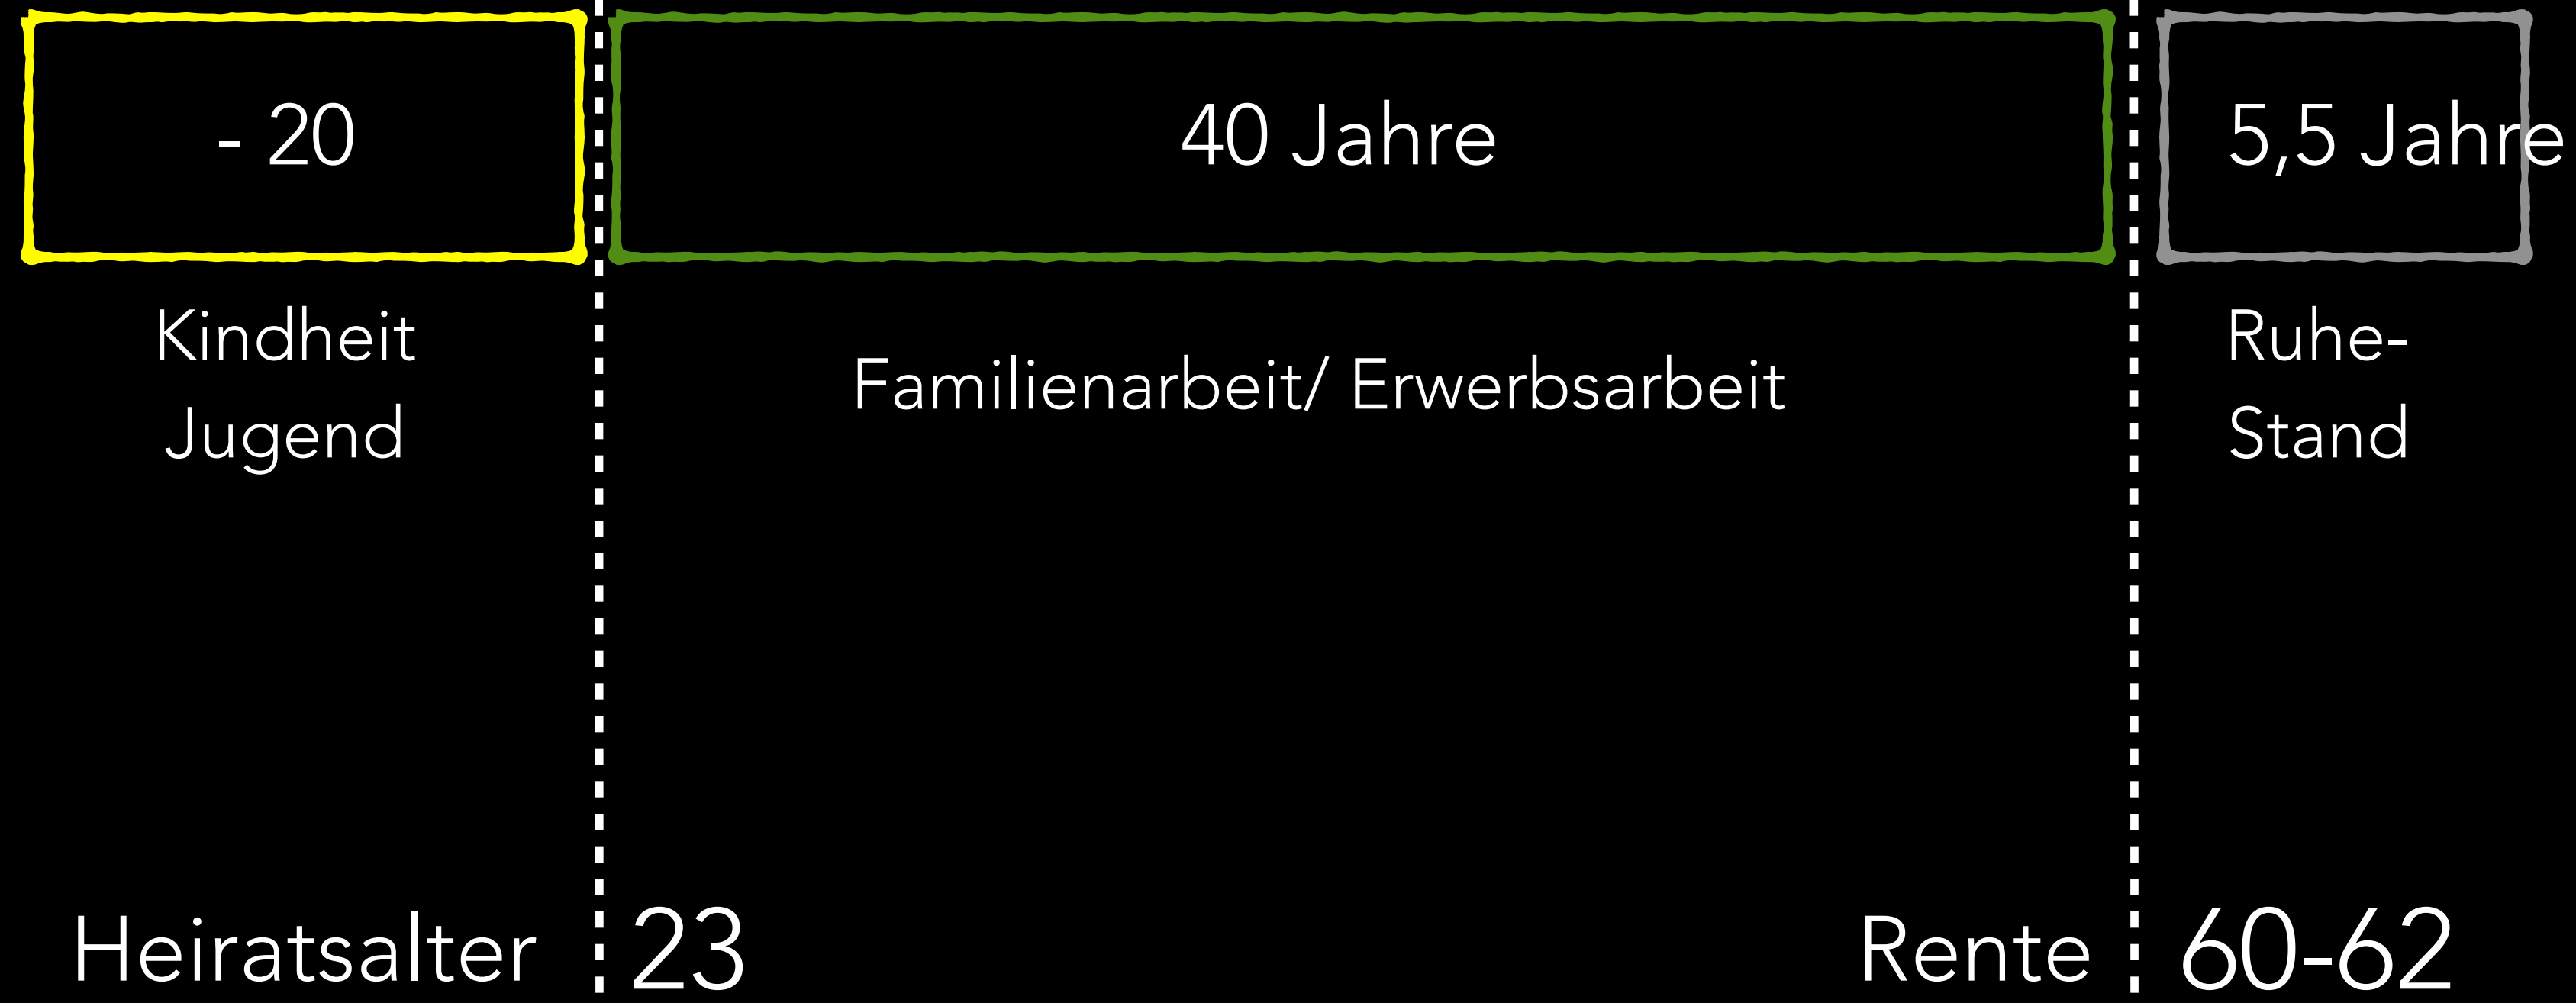 - 20
40 Jahre
5,5 Jahre
Kindheit
Jugend
Familienarbeit/ Erwerbsarbeit
Ruhe-
Stand
Heiratsalter
23
Rente
60-62